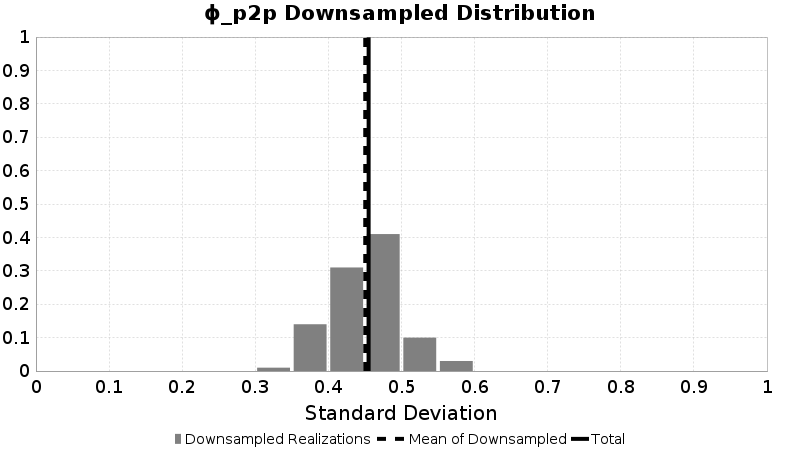 ϕ_p2p Downsampled Distribution
1
0.9
0.8
0.7
0.6
0.5
0.4
0.3
0.2
0.1
0
0 0.1 0.2 0.3 0.4 0.5 0.6 0.7 0.8 0.9 1
Standard Deviation
Downsampled Realizations Mean of Downsampled Total